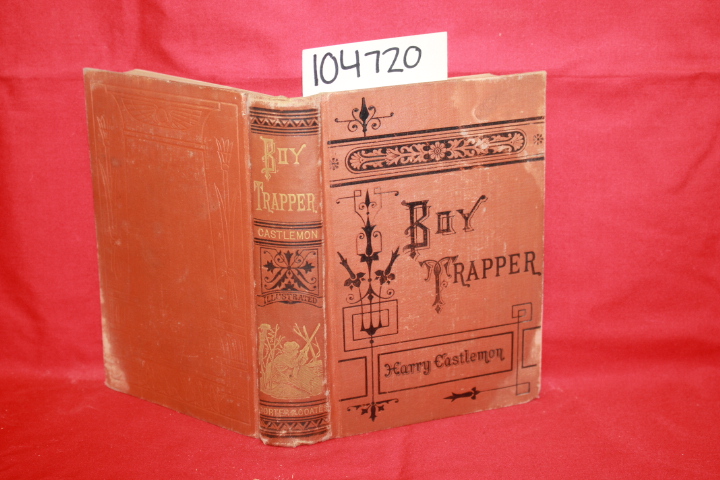 104720
BOY
TRAPPER
CASTLEMON
ILLUSTRATED
PORTER & COATES
BOY
TRAPPER
Harry Castlemon